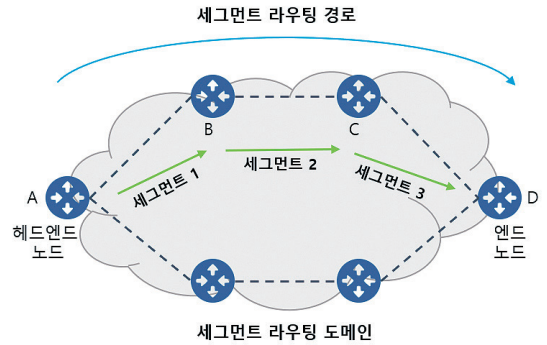 세그먼트 라우팅 경로
B
C
세그먼트 1
세그먼트 2
세그먼트 3
A
D
헤드엔드
노드
엔드
노드
세그먼트 라우팅 도메인